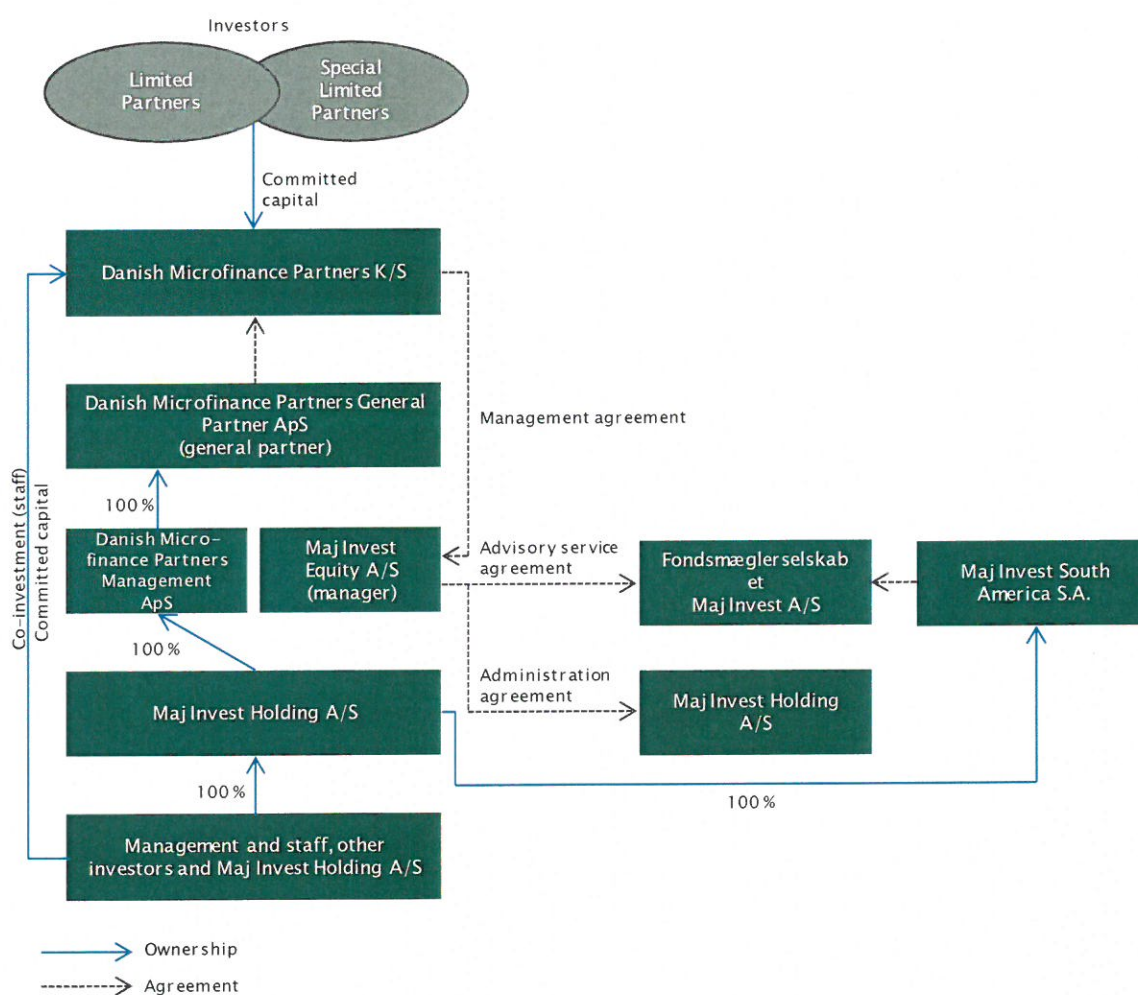 Investors
Limited
Partners
Special
Limited
Partners
Committed
capital
Danish Microfinance Partners K/S
Danish Microfinance Partners General
Partner ApS
(general partner)
Management agreement
Co-investment (staff)
Committed capital
100%
Danish Micro-
finance Partners
Management
ApS
Maj Invest
Equity A/S
(manager)
Advisory service
agreement
Fondsmæglerselskab
et
Maj Invest A/S
Maj Invest South
America S.A.
100%
Maj Invest Holding A/S
Administration
agreement
Maj Invest Holding
A/S
100%
100%
Management and staff, other
investors and Maj Invest Holding A/S
Ownership
Agreement